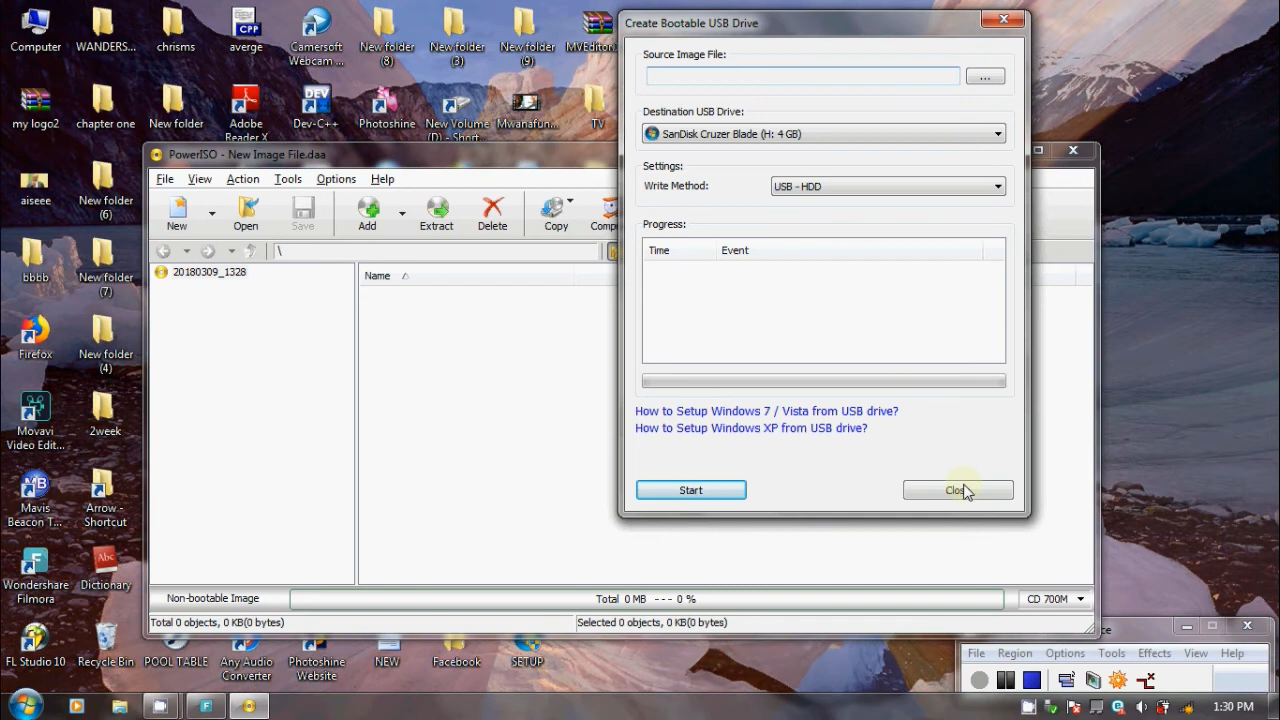 Computer
WANDERS...
chrisms
averge
Camersoft
Webcam ...
New folder
(8)
New folder
(3)
New folder
(9)
MVEditor
my logo2
chapter one
New folder
Adobe
Reader X
Dev-C++
Photoshine
New Volume
(D) - Short...
Mwanafun...
TV
aiseee
New folder
(6)
bbbb
New folder
(7)
Firefox
New folder
(4)
Movavi
Video Edit...
2week
Mavis
Beacon T...
Arrow -
Shortcut
Wondershare
Filmora
Dictionary
FL Studio 10
Recycle Bin
POOL TABLE
Any Audio
Converter
Photoshine
Website
NEW
Facebook
SETUP
PowerISO - New Image File.daa
File View Action Tools Options Help
New Open Save Add Extract Delete Copy
\
20180309_1328
Name
Non-bootable Image
Total 0 MB --- 0 %
CD 700M
Total 0 objects, 0 KB(0 bytes)
Selected 0 objects, 0 KB(0 bytes)
Create Bootable USB Drive
Source Image File:
...
Destination USB Drive:
SanDisk Cruzer Blade (H: 4 GB)
Settings:
Write Method:
USB - HDD
Progress:
Time Event
How to Setup Windows 7 / Vista from USB drive?
How to Setup Windows XP from USB drive?
Start
File Region Options Tools Effects View Help
1:30 PM